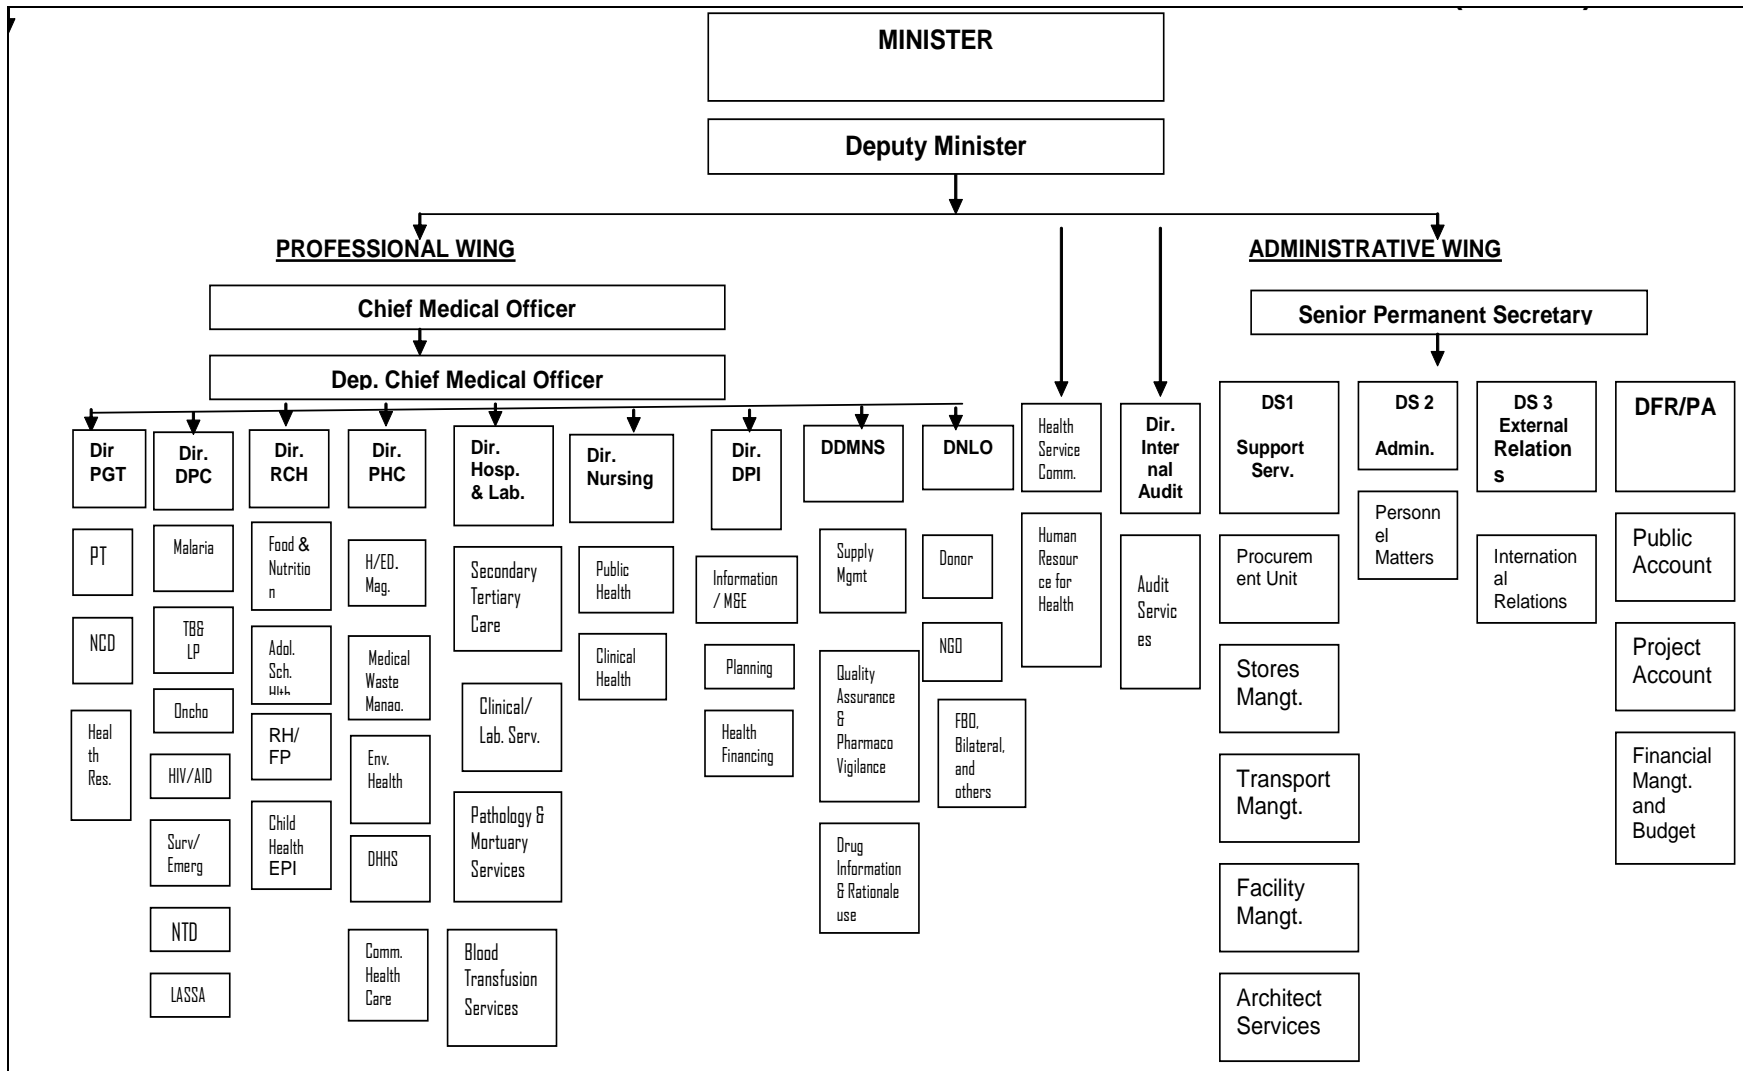 MINISTER
Deputy Minister
PROFESSIONAL WING
ADMINISTRATIVE WING
Chief Medical Officer
Senior Permanent Secretary
Dep. Chief Medical Officer
Dir
PGT
PT
NCD
Heal
th
Res.
Dir.
DPC
Malaria
TB&
LP
Oncho
HIV/AID
Surv/
Emerg
NTD
LASSA
Dir.
RCH
Food &
Nutritio
n
Adol.
Sch.
Hlth
RH/
FP
Child
Health
EPI
Dir.
PHC
H/ED.
Mag.
Medical
Waste
Manag.
Env.
Health
DHHS
Comm.
Health
Care
Dir.
Hosp.
& Lab.
Secondary
Tertiary
Care
Clinical/
Lab. Serv.
Pathology &
Mortuary
Services
Blood
Transfusion
Services
Dir.
Nursing
Public
Health
Clinical
Health
Dir.
DPI
Information
/ M&E
Planning
Health
Financing
DDMNS
Supply
Mgmt
Quality
Assurance
&
Pharmaco
Vigilance
Drug
Information
& Rationale
use
DNLO
Donor
NGO
FBO,
Bilateral,
and
others
Health
Service
Comm.
Human
Resour
ce for
Health
Dir.
Inter
nal
Audit
Audit
Servic
es
DS1
Support
Serv.
Procurem
ent Unit
Stores
Mangt.
Transport
Mangt.
Facility
Mangt.
Architect
Services
DS 2
Admin.
Personn
el
Matters
DS 3
External
Relation
s
Internation
al
Relations
DFR/PA
Public
Account
Project
Account
Financial
Mangt.
and
Budget